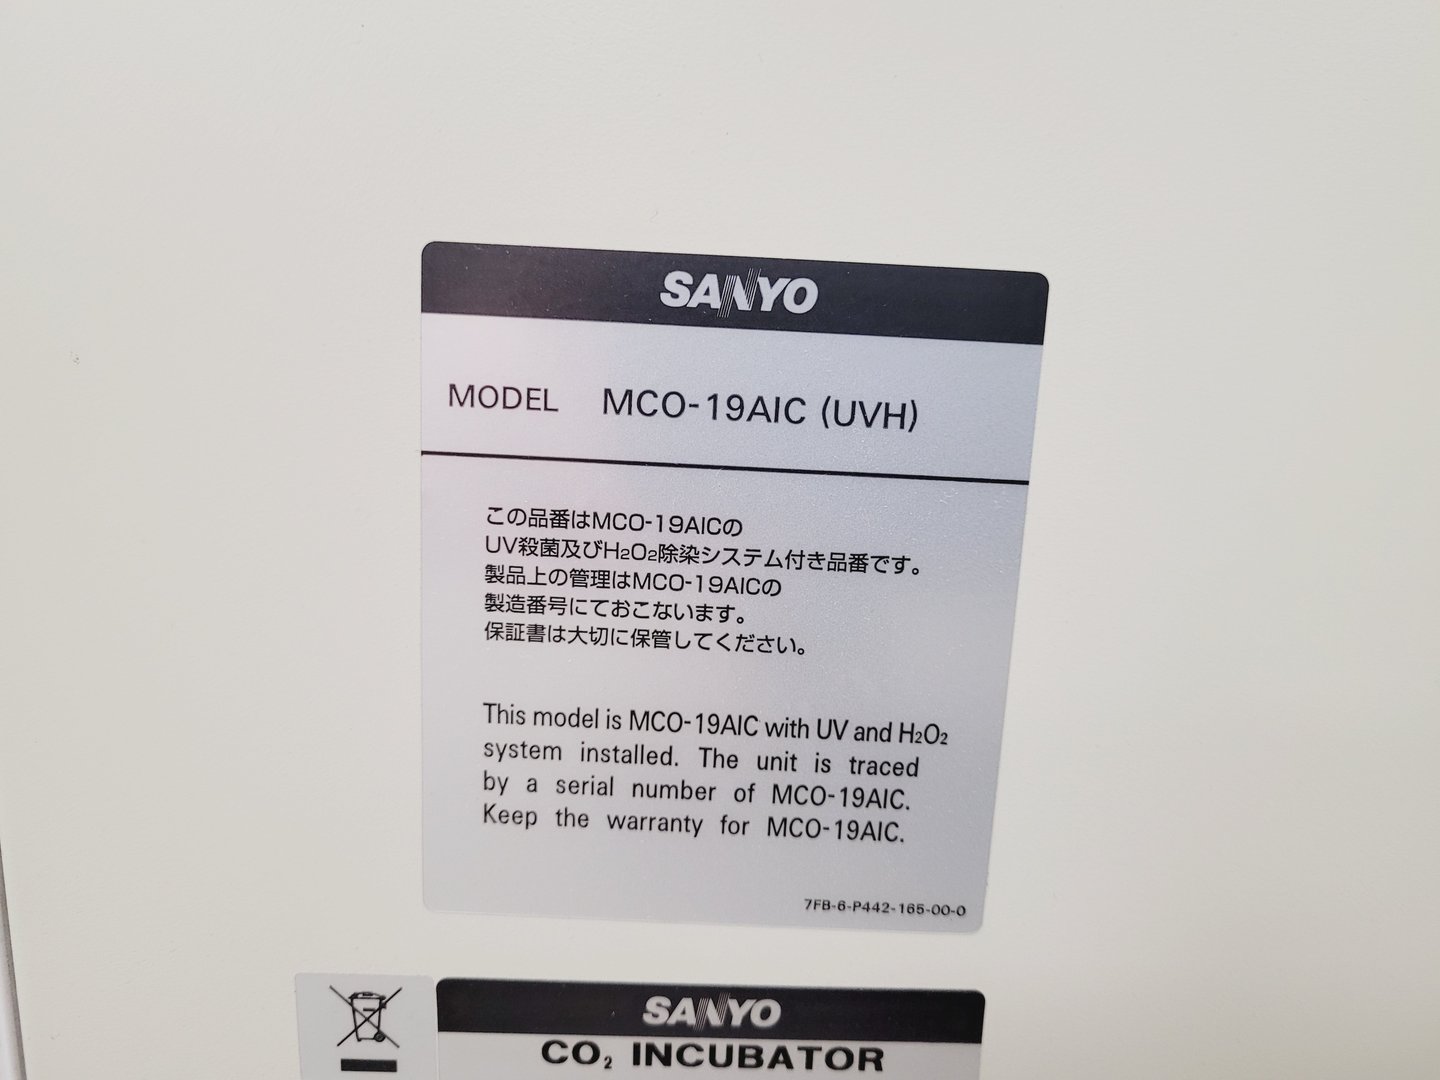 SANYO
MODEL MCO-19AIC (UVH)
この品番はMCO-19AICの
UV殺菌及びH₂O₂除染システム付き品番です。
製品上の管理はMCO-19AICの
製造番号にておこないます。
保証書は大切に保管してください。
This model is MCO-19AIC with UV and H₂O₂
system installed. The unit is traced
by a serial number of MCO-19AIC.
Keep the warranty for MCO-19AIC.
7FB-6-P442-165-00-0
SANYO
CO₂ INCUBATOR